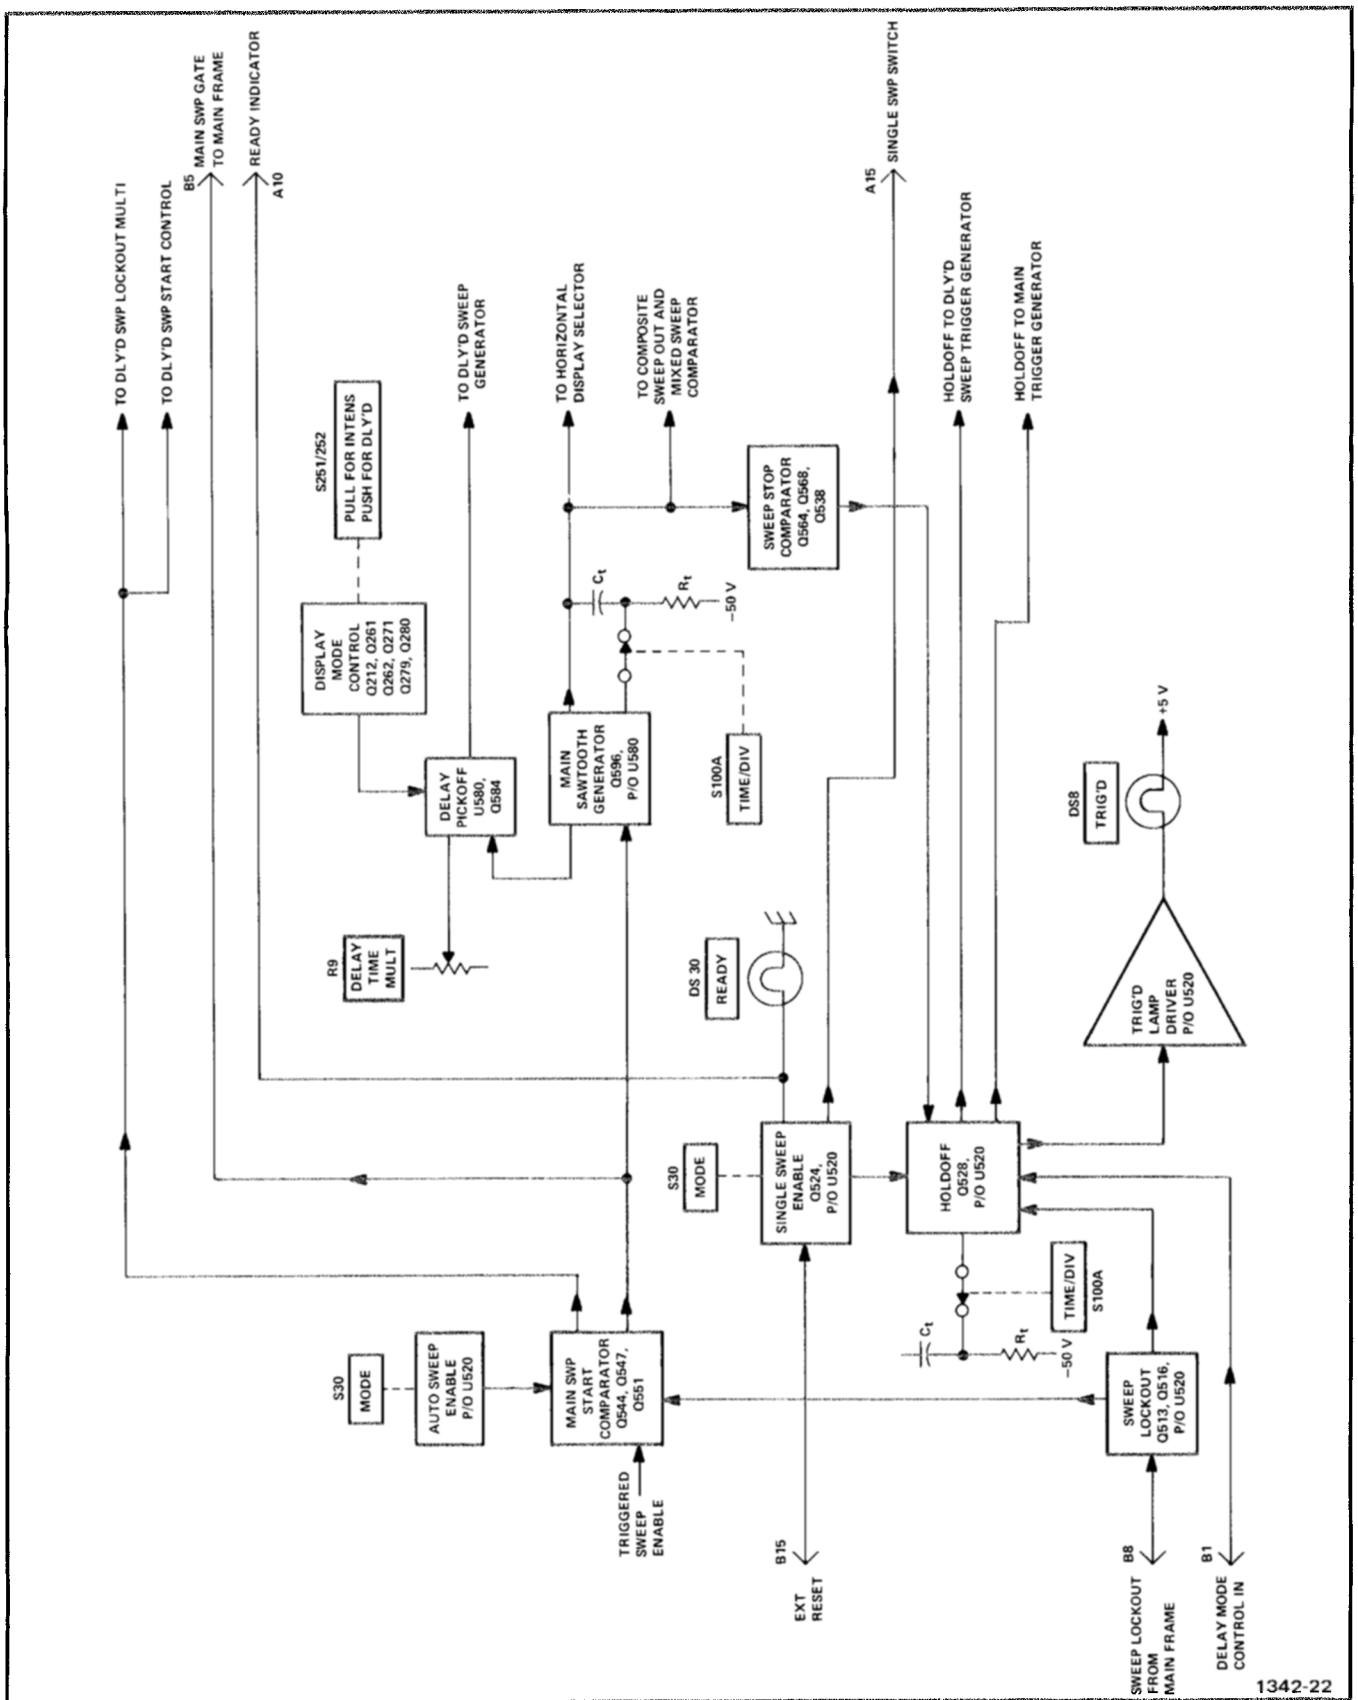 TO DLY'D SWP LOCKOUT MULTI
TO DLY'D SWP START CONTROL
B5
MAIN SWP GATE
TO MAIN FRAME
READY INDICATOR
A10
S251/252
PULL FOR INTENS
PUSH FOR DLY'D
DISPLAY
MODE
CONTROL
Q212, Q261
Q262, Q271
Q279, Q280
TO DLY'D SWEEP
GENERATOR
DELAY
PICKOFF
U580,
Q584
R9
DELAY
TIME
MULT
TO HORIZONTAL
DISPLAY SELECTOR
TO COMPOSITE
SWEEP OUT AND
MIXED SWEEP
COMPARATOR
MAIN
SAWTOOTH
GENERATOR
Q596,
P/O U580
Ct
Rt
−50 V
S100A
TIME/DIV
SWEEP STOP
COMPARATOR
Q564, Q568,
Q538
A15
SINGLE SWP SWITCH
HOLDOFF TO DLY'D
SWEEP TRIGGER GENERATOR
HOLDOFF TO MAIN
TRIGGER GENERATOR
S30
MODE
AUTO SWEEP
ENABLE
P/O U520
MAIN SWP
START
COMPARATOR
Q544, Q547,
Q551
TRIGGERED
SWEEP
ENABLE
DS 30
READY
S30
MODE
SINGLE SWEEP
ENABLE
Q524,
P/O U520
B15
EXT
RESET
HOLDOFF
Q528,
P/O U520
Ct
Rt
−50 V
TIME/DIV
S100A
DS8
TRIG'D
+5 V
TRIG'D
LAMP
DRIVER
P/O U520
SWEEP
LOCKOUT
Q513, Q516,
P/O U520
B8
SWEEP LOCKOUT
FROM
MAIN FRAME
B1
DELAY MODE
CONTROL IN
1342-22